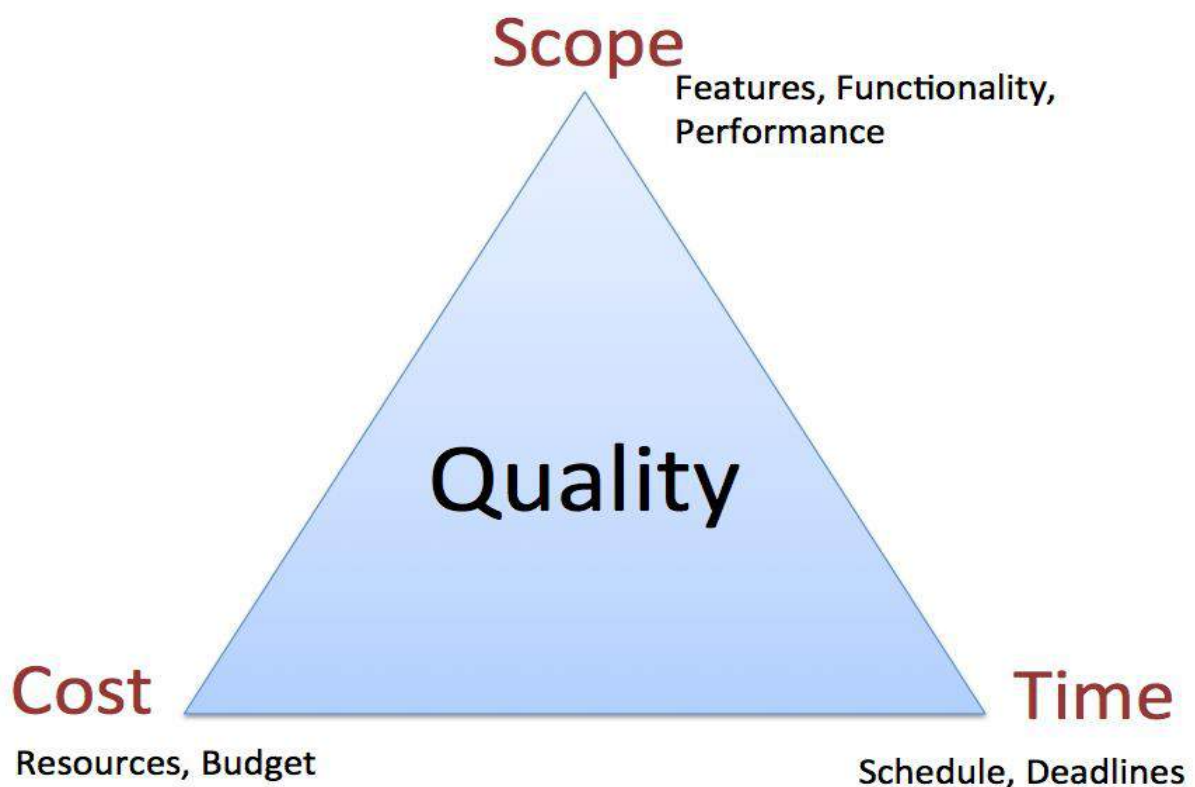 Scope
Features, Functionality,
Performance
Quality
Cost
Resources, Budget
Time
Schedule, Deadlines